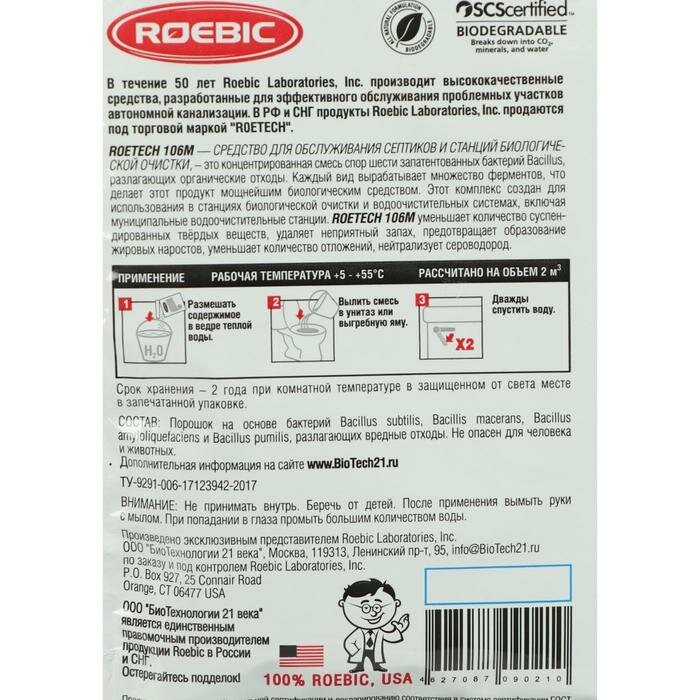 ROEBIC
ALL NATURAL FORMULATION
BIODEGRADABLE
SCScertified
BIODEGRADABLE
Breaks down into CO₂,
minerals, and water
В течение 50 лет Roebic Laboratories, Inc. производит высококачественные
средства, разработанные для эффективного обслуживания проблемных участков
автономной канализации. В РФ и СНГ продукты Roebic Laboratories, Inc. продаются
под торговой маркой "ROETECH".
ROETECH 106M — СРЕДСТВО ДЛЯ ОБСЛУЖИВАНИЯ СЕПТИКОВ И СТАНЦИЙ БИОЛОГИЧЕ-
СКОЙ ОЧИСТКИ, – это концентрированная смесь спор шести запатентованных бактерий Bacillus,
разлагающих органические отходы. Каждый вид вырабатывает множество ферментов, что
делает этот продукт мощнейшим биологическим средством. Этот комплекс создан для
использования в станциях биологической очистки и водоочистительных системах, включая
муниципальные водоочистительные станции. ROETECH 106M уменьшает количество суспен-
дированных твёрдых веществ, удаляет неприятный запах, предотвращает образование
жировых наростов, уменьшает количество отложений, нейтрализует сероводород.
ПРИМЕНЕНИЕ РАБОЧАЯ ТЕМПЕРАТУРА +5 - +55°C РАССЧИТАНО НА ОБЪЕМ 2 м³
1
Размешать
содержимое
в ведре теплой
воды.
H₂O
2
Вылить смесь
в унитаз или
выгребную яму.
3
Дважды
спустить воду.
X2
Срок хранения – 2 года при комнатной температуре в защищенном от света месте
в запечатанной упаковке.
СОСТАВ: Порошок на основе бактерий Bacillus subtilis, Bacillis macerans, Bacillus
amyloliquefaciens и Bacillus pumilis, разлагающих вредные отходы. Не опасен для человека
и животных.
Дополнительная информация на сайте www.BioTech21.ru
ТУ-9291-006-17123942-2017
ВНИМАНИЕ: Не принимать внутрь. Беречь от детей. После применения вымыть руки
с мылом. При попадании в глаза промыть большим количеством воды.
Произведено эксклюзивным представителем Roebic Laboratories, Inc.
ООО "БиоТехнологии 21 века", Москва, 119313, Ленинский пр-т, 95, info@BioTech21.ru
по заказу и под контролем Roebic Laboratories, Inc.
P.O. Box 927, 25 Connair Road
Orange, CT 06477 USA
ООО "БиоТехнологии 21 века"
является единственным
правомочным производителем
продукции Roebic в России
и СНГ.
Остерегайтесь подделок!
100% ROEBIC, USA
4 627087 090210